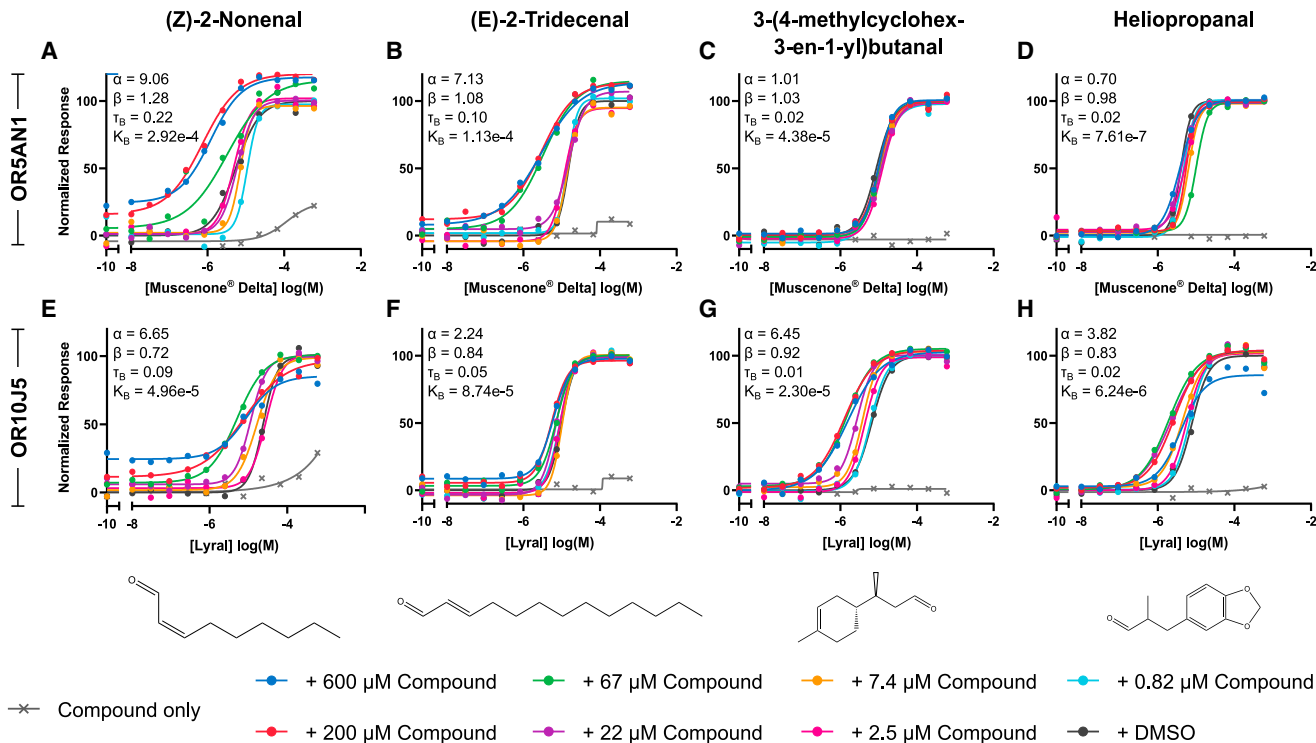 (Z)-2-Nonenal
(E)-2-Tridecenal
3-(4-methylcyclohex-
3-en-1-yl)butanal
Heliopropanal
OR5AN1
A
α = 9.06
β = 1.28
τB = 0.22
KB = 2.92e-4
100
50
0
Normalized Response
-10 -8 -6 -4 -2
[Muscenone® Delta] log(M)
B
α = 7.13
β = 1.08
τB = 0.10
KB = 1.13e-4
100
50
0
-10 -8 -6 -4 -2
[Muscenone® Delta] log(M)
C
α = 1.01
β = 1.03
τB = 0.02
KB = 4.38e-5
100
50
0
-10 -8 -6 -4 -2
[Muscenone® Delta] log(M)
D
α = 0.70
β = 0.98
τB = 0.02
KB = 7.61e-7
100
50
0
-10 -8 -6 -4 -2
[Muscenone® Delta] log(M)
OR10J5
E
α = 6.65
β = 0.72
τB = 0.09
KB = 4.96e-5
100
50
0
Normalized Response
-10 -8 -6 -4 -2
[Lyral] log(M)
F
α = 2.24
β = 0.84
τB = 0.05
KB = 8.74e-5
100
50
0
-10 -8 -6 -4 -2
[Lyral] log(M)
G
α = 6.45
β = 0.92
τB = 0.01
KB = 2.30e-5
100
50
0
-10 -8 -6 -4 -2
[Lyral] log(M)
H
α = 3.82
β = 0.83
τB = 0.02
KB = 6.24e-6
100
50
0
-10 -8 -6 -4 -2
[Lyral] log(M)
O
O
O
O
O
O
+ 600 μM Compound
+ 67 μM Compound
+ 7.4 μM Compound
+ 0.82 μM Compound
Compound only
+ 200 μM Compound
+ 22 μM Compound
+ 2.5 μM Compound
+ DMSO